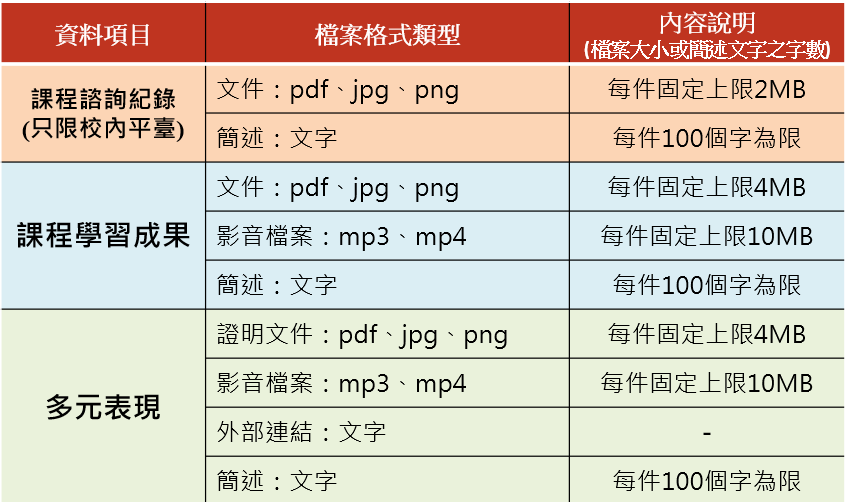 資料項目
檔案格式類型
內容說明
(檔案大小或簡述文字之字數)
課程諮詢紀錄
(只限校內平臺)
文件：pdf、jpg、png
每件固定上限2MB
簡述：文字
每件100個字為限
課程學習成果
文件：pdf、jpg、png
每件固定上限4MB
影音檔案：mp3、mp4
每件固定上限10MB
簡述：文字
每件100個字為限
多元表現
證明文件：pdf、jpg、png
每件固定上限4MB
影音檔案：mp3、mp4
每件固定上限10MB
外部連結：文字
-
簡述：文字
每件100個字為限